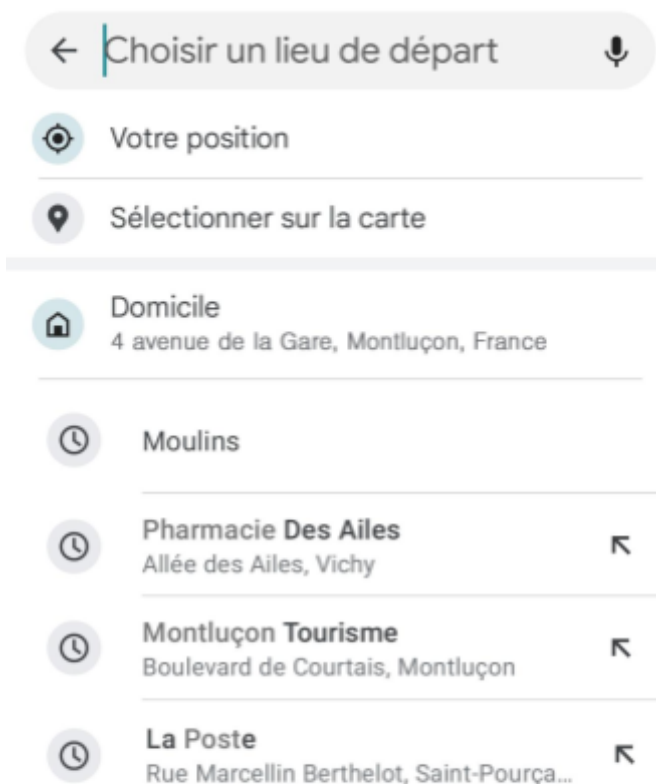 Choisir un lieu de départ
Votre position
Sélectionner sur la carte
Domicile
4 avenue de la Gare, Montluçon, France
Moulins
Pharmacie Des Ailes
Allée des Ailes, Vichy
Montluçon Tourisme
Boulevard de Courtais, Montluçon
La Poste
Rue Marcellin Berthelot, Saint-Pourça...